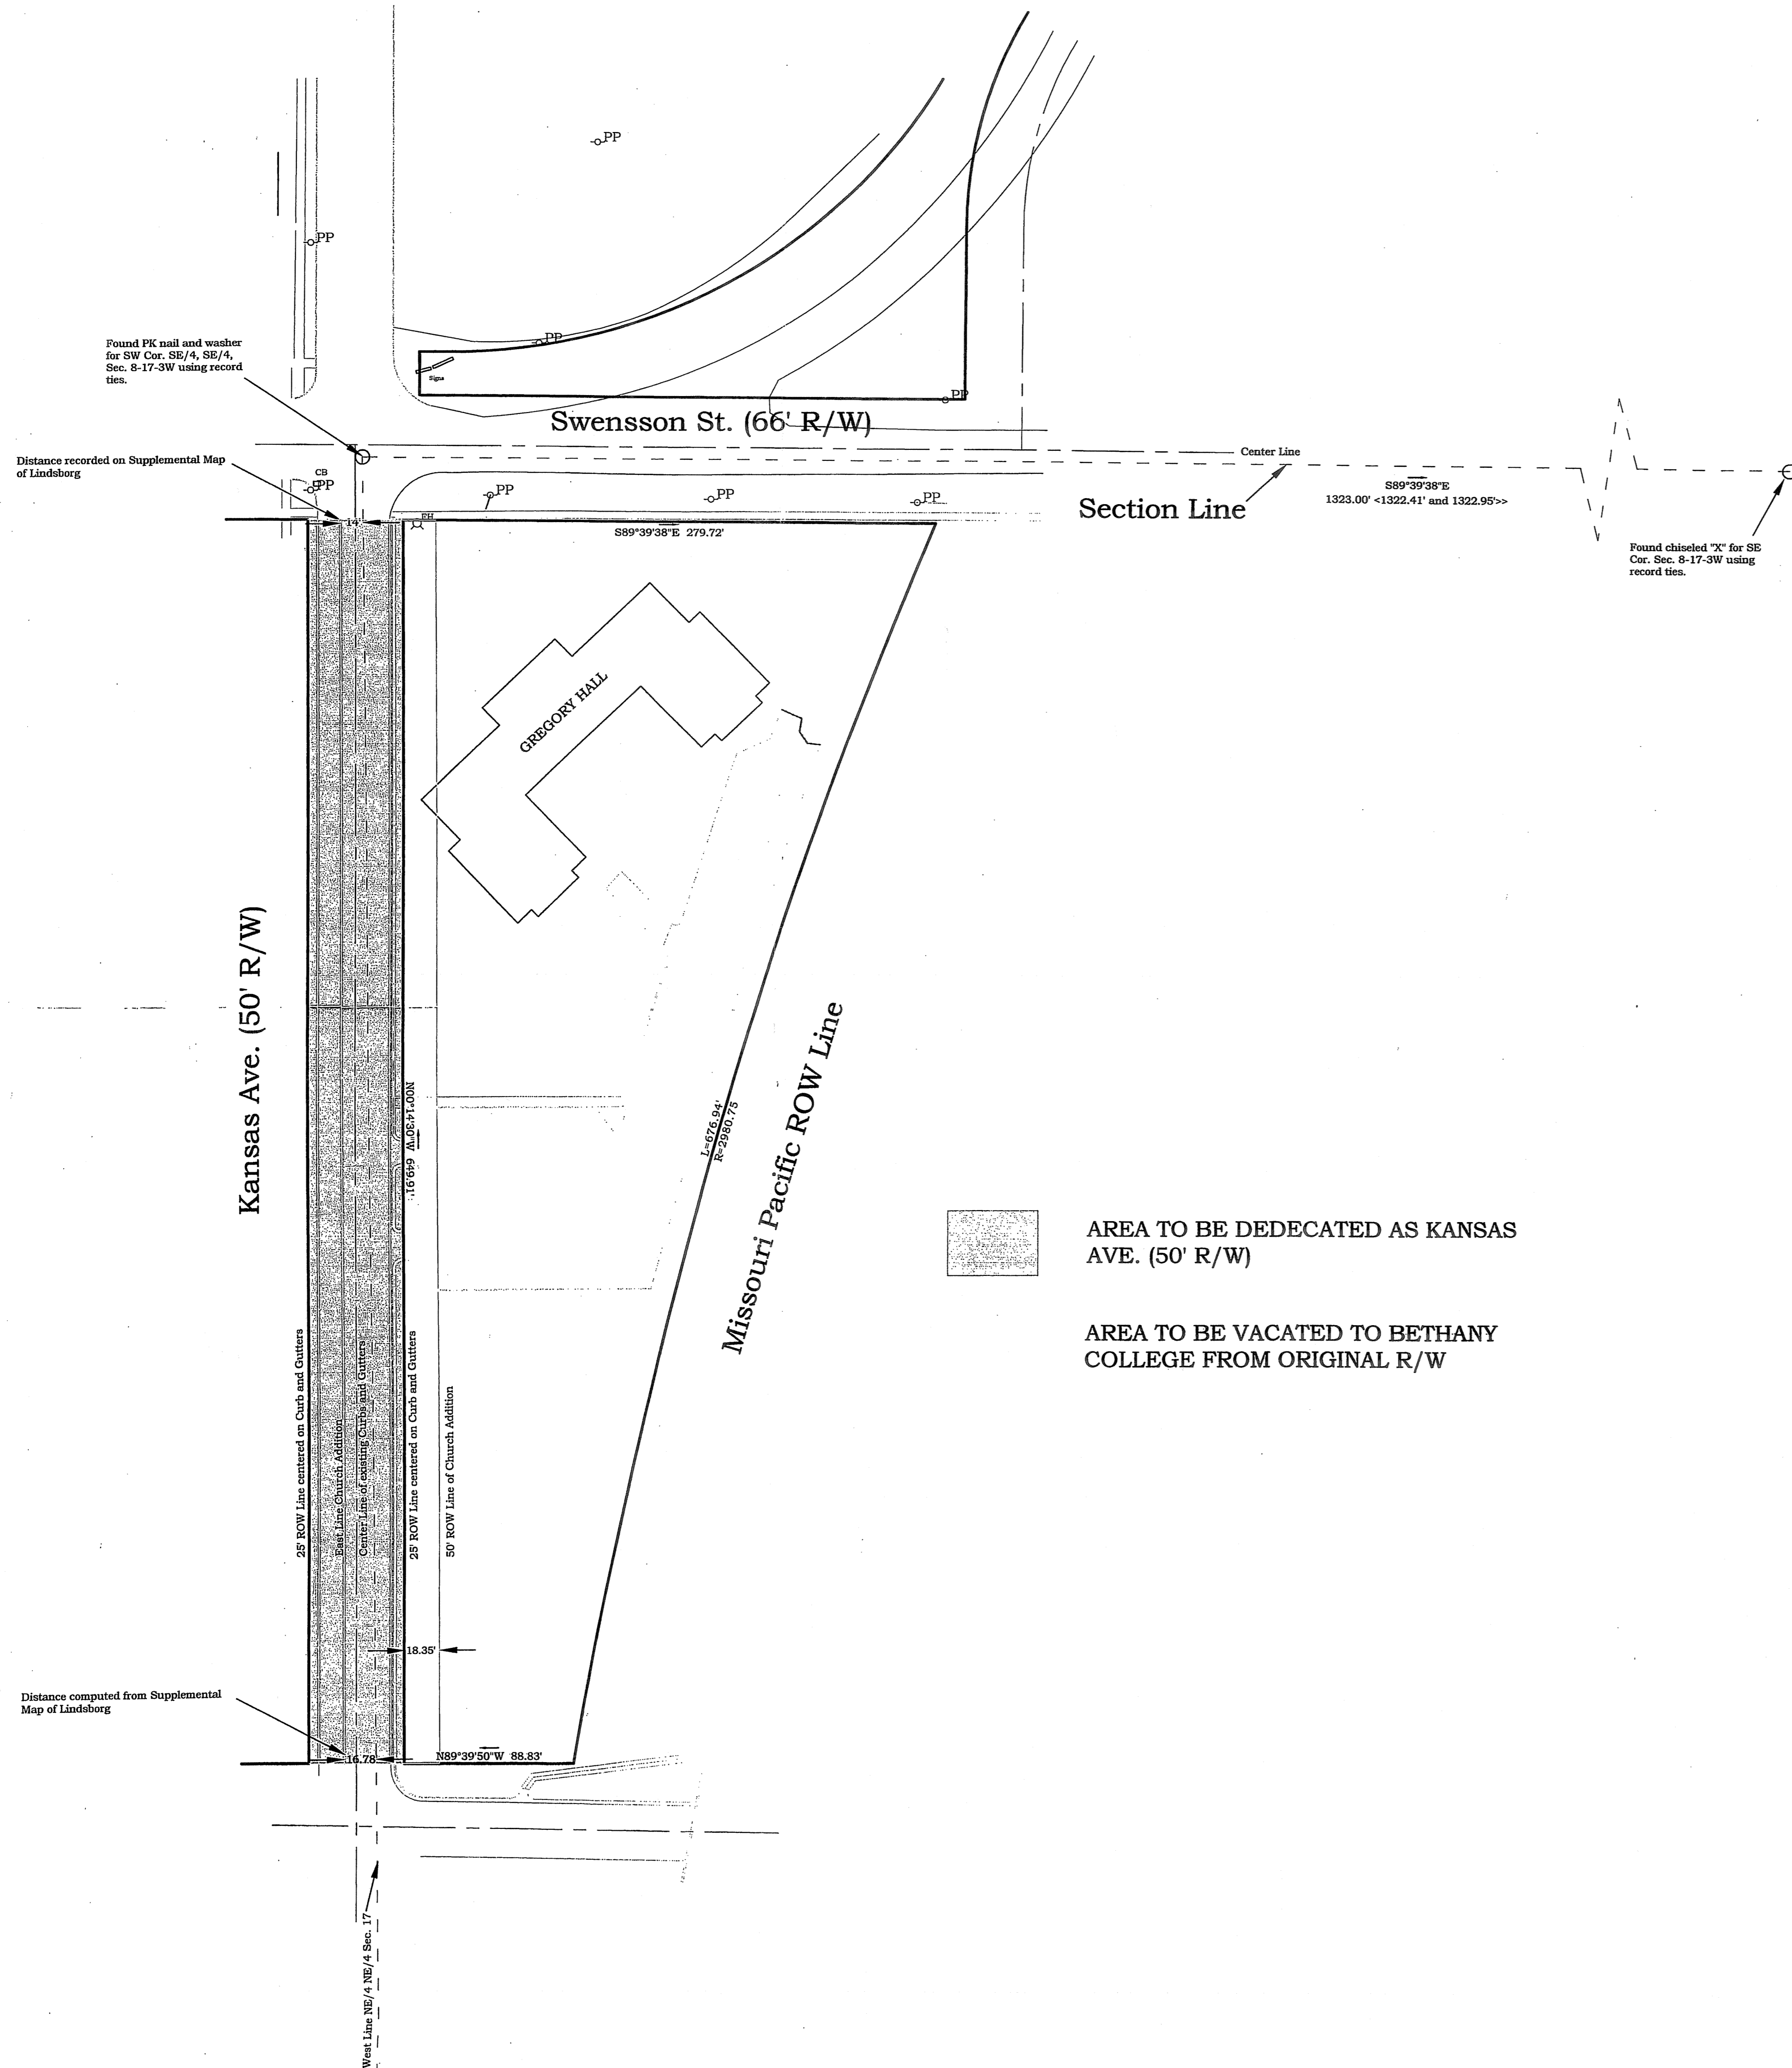 PP
PP
PP
Signs
PP
Found PK nail and washer
for SW Cor. SE/4, SE/4,
Sec. 8-17-3W using record
ties.
Swensson St. (66' R/W)
Center Line
Distance recorded on Supplemental Map
of Lindsborg
CB
PP
PP
PP
PP
Section Line
S89°39'38"E
1323.00' <1322.41' and 1322.95'>>
Found chiseled "X" for SE
Cor. Sec. 8-17-3W using
record ties.
14'
FH
S89°39'38"E 279.72'
GREGORY HALL
Kansas Ave. (50' R/W)
N00°14'30"W 649.91'
L=676.94'
R=2980.75
Missouri Pacific ROW Line
AREA TO BE DEDECATED AS KANSAS
AVE. (50' R/W)
AREA TO BE VACATED TO BETHANY
COLLEGE FROM ORIGINAL R/W
25' ROW Line centered on Curb and Gutters
East Line Church Addition
Center Line of existing Curbs and Gutters
25' ROW Line centered on Curb and Gutters
50' ROW Line of Church Addition
18.35'
Distance computed from Supplemental
Map of Lindsborg
16.78'
N89°39'50"W 88.83'
West Line NE/4 NE/4 Sec. 17